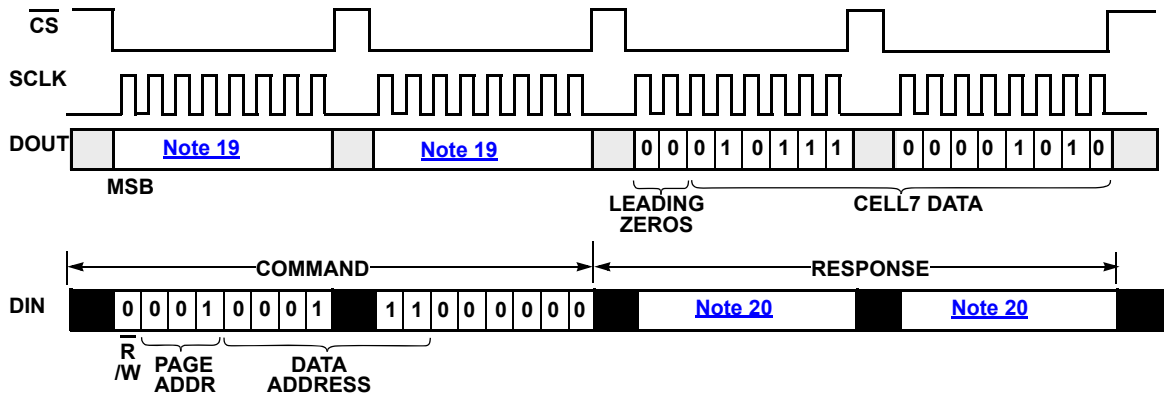 CS
SCLK
DOUT
Note 19
Note 19
0 0 0 1 0 1 1 1
0 0 0 0 1 0 1 0
MSB
LEADING
ZEROS
CELL7 DATA
COMMAND
RESPONSE
DIN
0 0 0 1 0 0 0 1
1 1 0 0 0 0 0 0
Note 20
Note 20
R
/W
PAGE
ADDR
DATA
ADDRESS